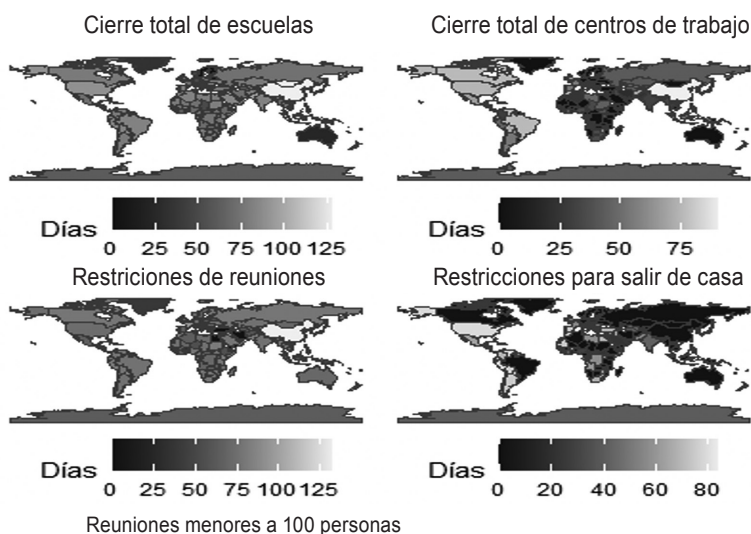 Cierre total de escuelas
Días
0 25 50 75 100 125
Cierre total de centros de trabajo
Días
0 25 50 75
Restriciones de reuniones
Días
0 25 50 75 100 125
Reuniones menores a 100 personas
Restricciones para salir de casa
Días
0 20 40 60 80